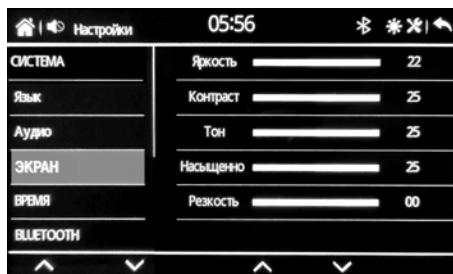 Настройки 05:56
СИСТЕМА
Язык
Аудио
ЭКРАН
ВРЕМЯ
BLUETOOTH
Яркость 22
Контраст 25
Тон 25
Насыщенно 25
Резкость 00